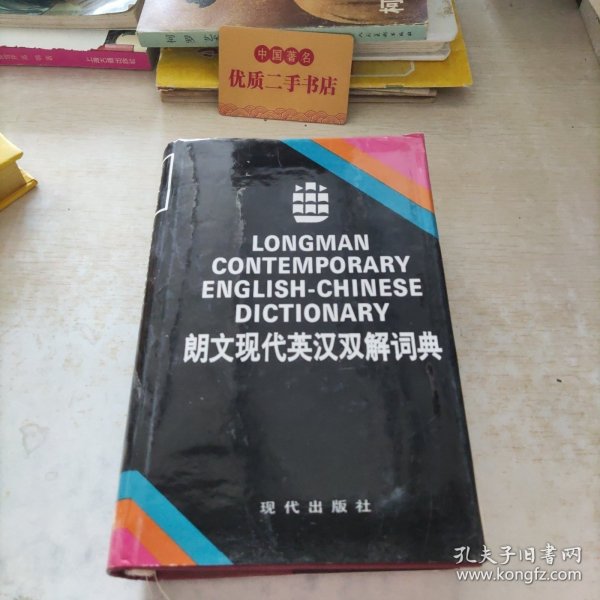 中国著名
优质二手书店
LONGMAN
CONTEMPORARY
ENGLISH-CHINESE
DICTIONARY
朗文现代英汉双解词典
现代出版社
孔夫子旧书网
www.kongfz.com